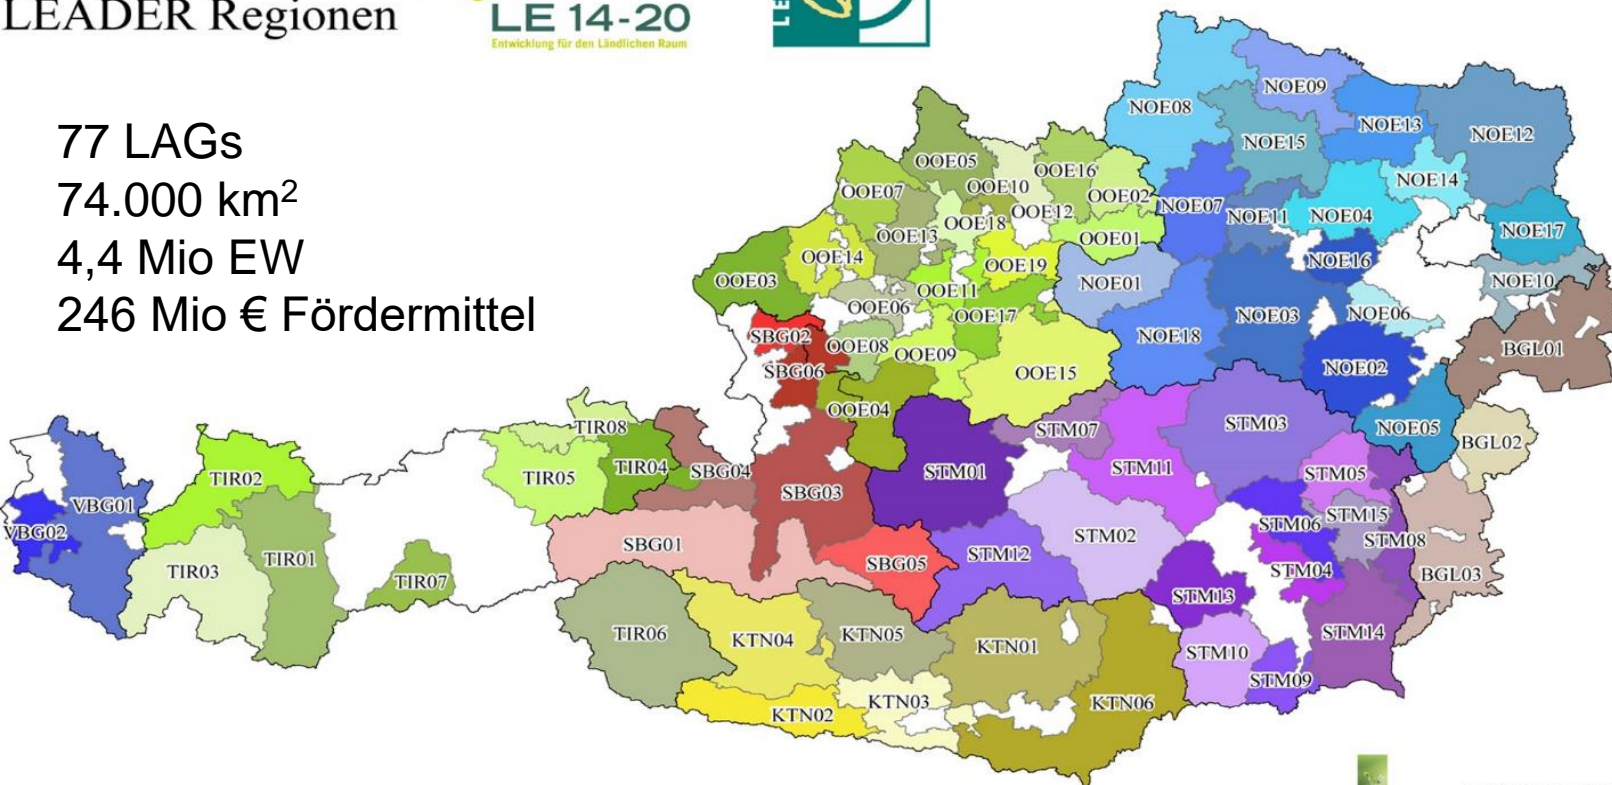 LEADER Regionen
LE 14-20
Entwicklung für den Ländlichen Raum
77 LAGs
74.000 km²
4,4 Mio EW
246 Mio € Fördermittel
NOE09
NOE08
NOE13
NOE12
NOE15
OOE05
OOE16
OOE10
NOE14
OOE07
OOE02
NOE07
OOE12
NOE11
NOE04
OOE18
NOE17
OOE13
OOE01
OOE14
NOE16
OOE19
OOE03
NOE10
NOE01
OOE11
OOE06
NOE06
OOE17
NOE03
SBG02
NOE18
OOE08
BGL01
OOE09
NOE02
SBG06
OOE15
OOE04
STM03
TIR08
STM07
NOE05
BGL02
TIR04
STM11
SBG04
STM01
STM05
TIR02
TIR05
SBG03
VBG01
STM15
STM06
VBG02
STM02
STM08
SBG01
STM12
TIR01
SBG05
TIR03
STM04
BGL03
TIR07
STM13
TIR06
KTN05
STM14
KTN04
KTN01
STM10
STM09
KTN03
KTN06
KTN02